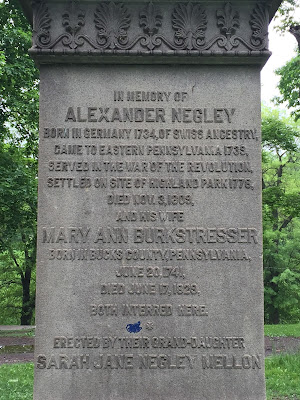 IN MEMORY OF
ALEXANDER NEGLEY
BORN IN GERMANY 1734, OF SWISS ANCESTRY,
CAME TO EASTERN PENNSYLVANIA 1735,
SERVED IN THE WAR OF THE REVOLUTION,
SETTLED ON SITE OF HIGHLAND PARK 1778,
DIED NOV. 3, 1809,
AND HIS WIFE
MARY ANN BURKSTRESSER
BORN IN BUCKS COUNTY, PENNSYLVANIA,
JUNE 20, 1741,
DIED JUNE 17, 1829.
BOTH INTERRED HERE.
ERECTED BY THEIR GRAND-DAUGHTER
SARAH JANE NEGLEY MELLON